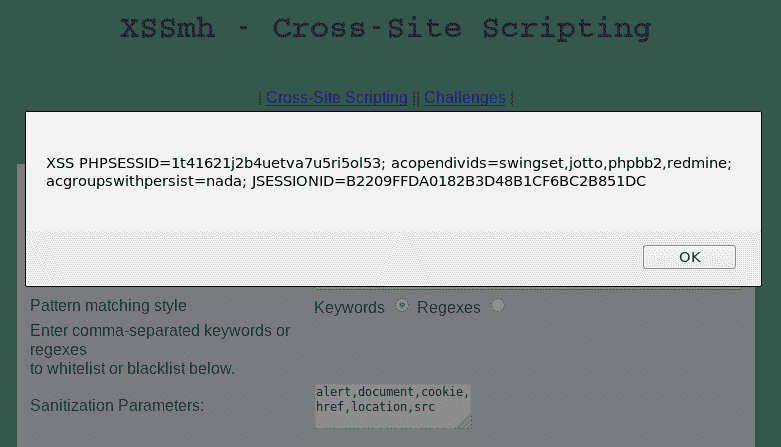 XSSmh - Cross-Site Scripting
| Cross-Site Scripting || Challenges |
XSS PHPSESSID=1t41621j2b4uetva7u5ri5ol53; acopendivids=swingset,jotto,phpbb2,redmine;
acgroupswithpersist=nada; JSESSIONID=B2209FFDA0182B3D48B1CF6BC2B851DC
OK
Pattern matching style
Keywords Regexes
Enter comma-separated keywords or
regexes
to whitelist or blacklist below.
Sanitization Parameters:
alert,document,cookie,
href,location,src